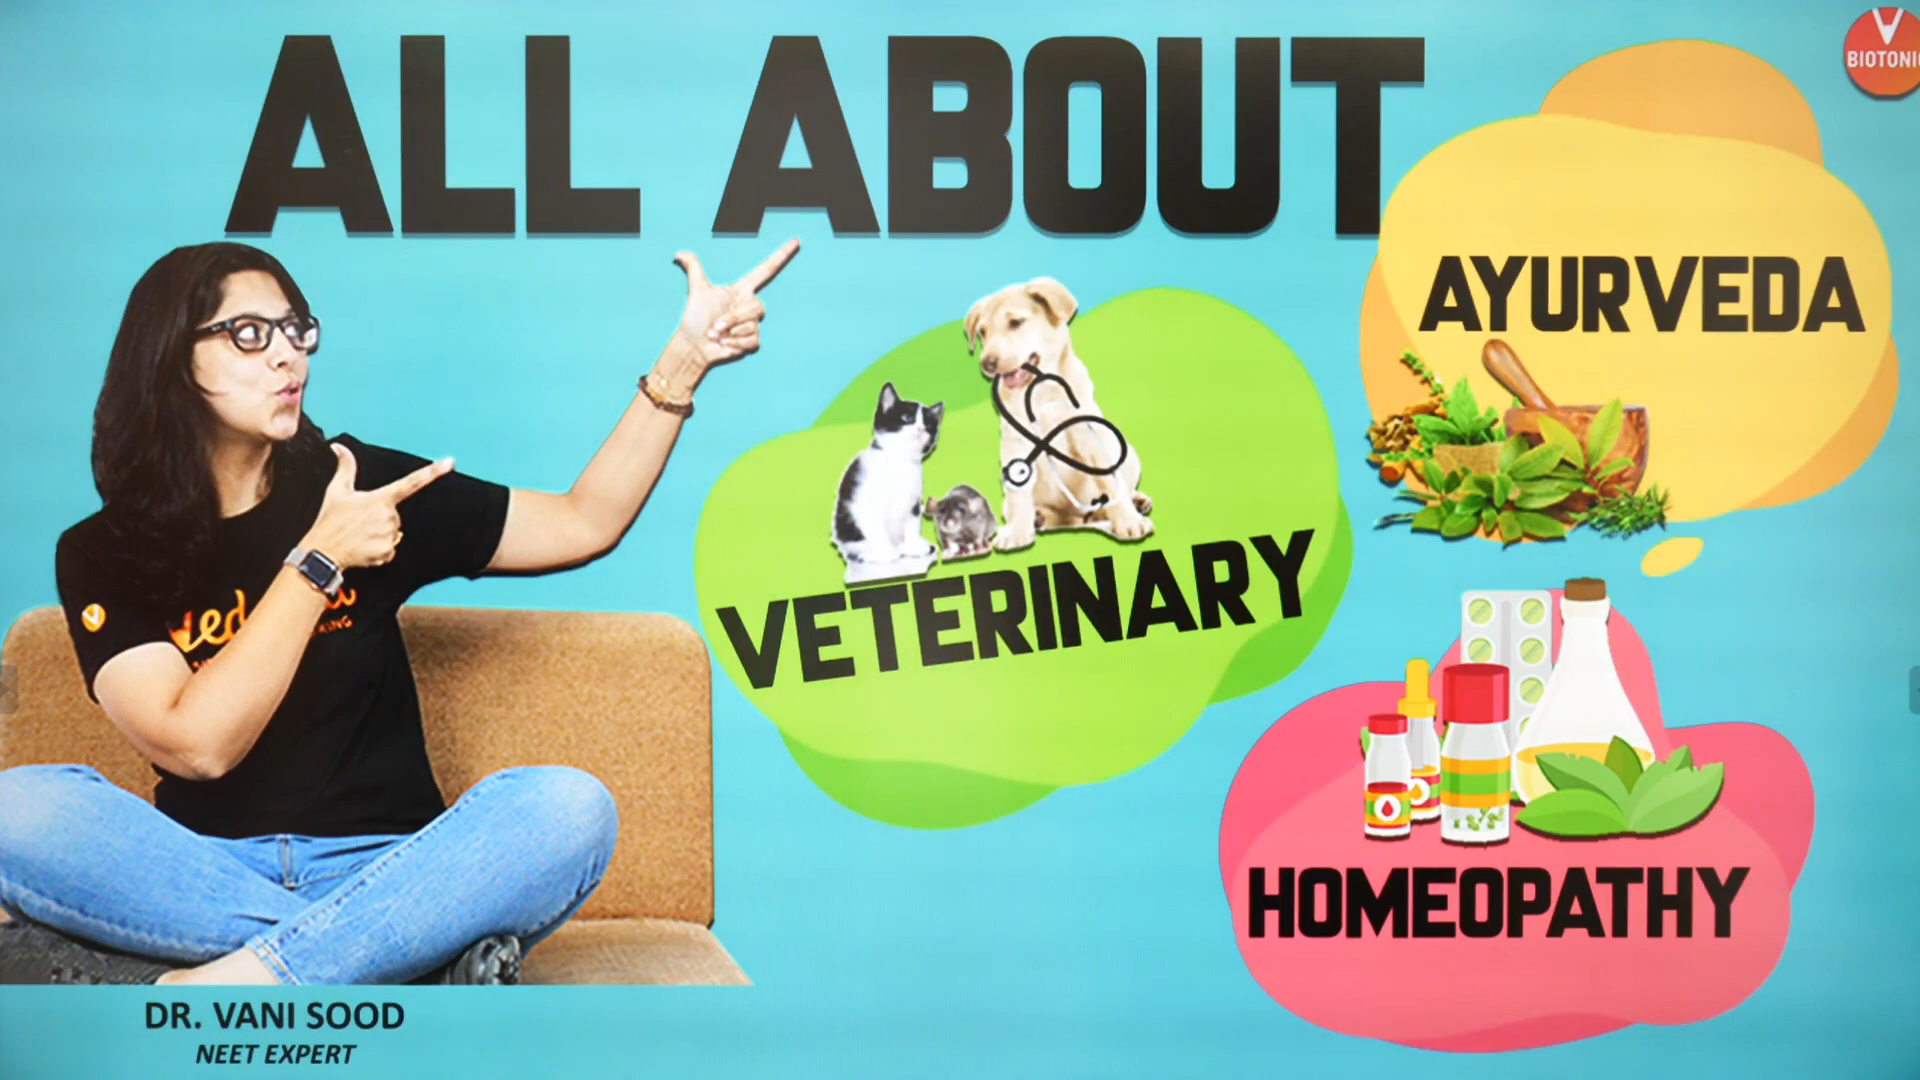 ALL ABOUT
V
BIOTONI
AYURVEDA
VETERINARY
HOMEOPATHY
DR. VANI SOOD
NEET EXPERT